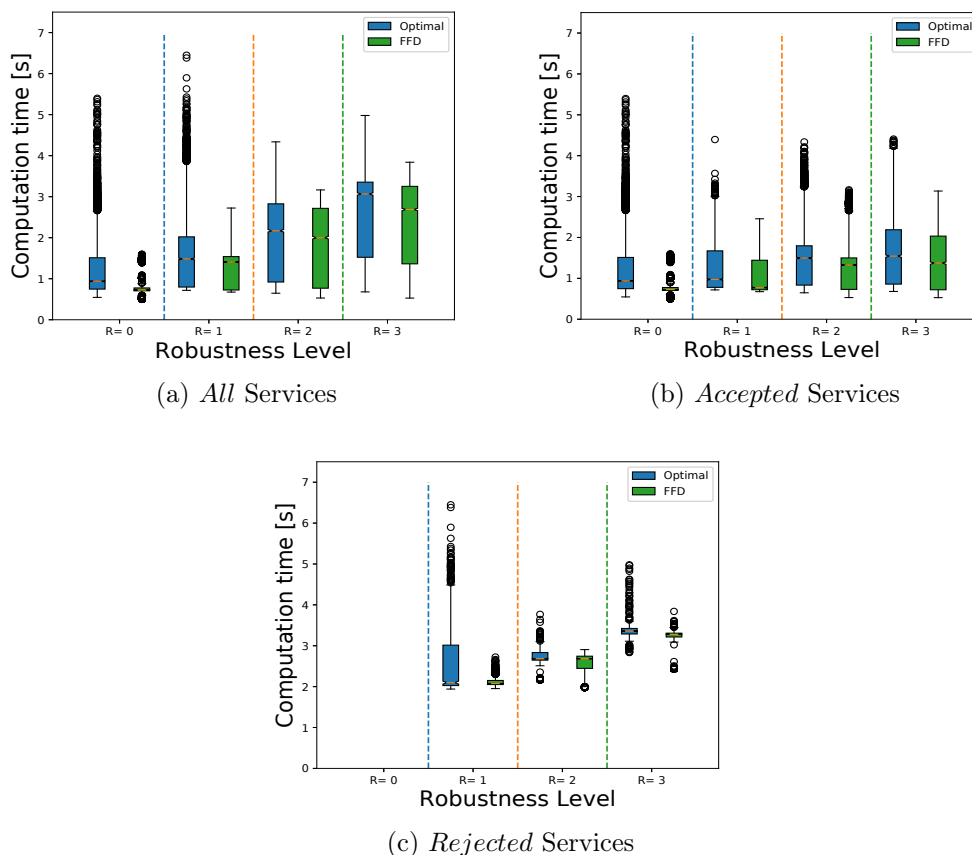 Computation time [s]
7
6
5
4
3
2
1
0
Optimal
FFD
R= 0
R= 1
R= 2
R= 3
Robustness Level
(a) All Services
Computation time [s]
7
6
5
4
3
2
1
0
Optimal
FFD
R= 0
R= 1
R= 2
R= 3
Robustness Level
(b) Accepted Services
Computation time [s]
7
6
5
4
3
2
1
0
Optimal
FFD
R= 0
R= 1
R= 2
R= 3
Robustness Level
(c) Rejected Services